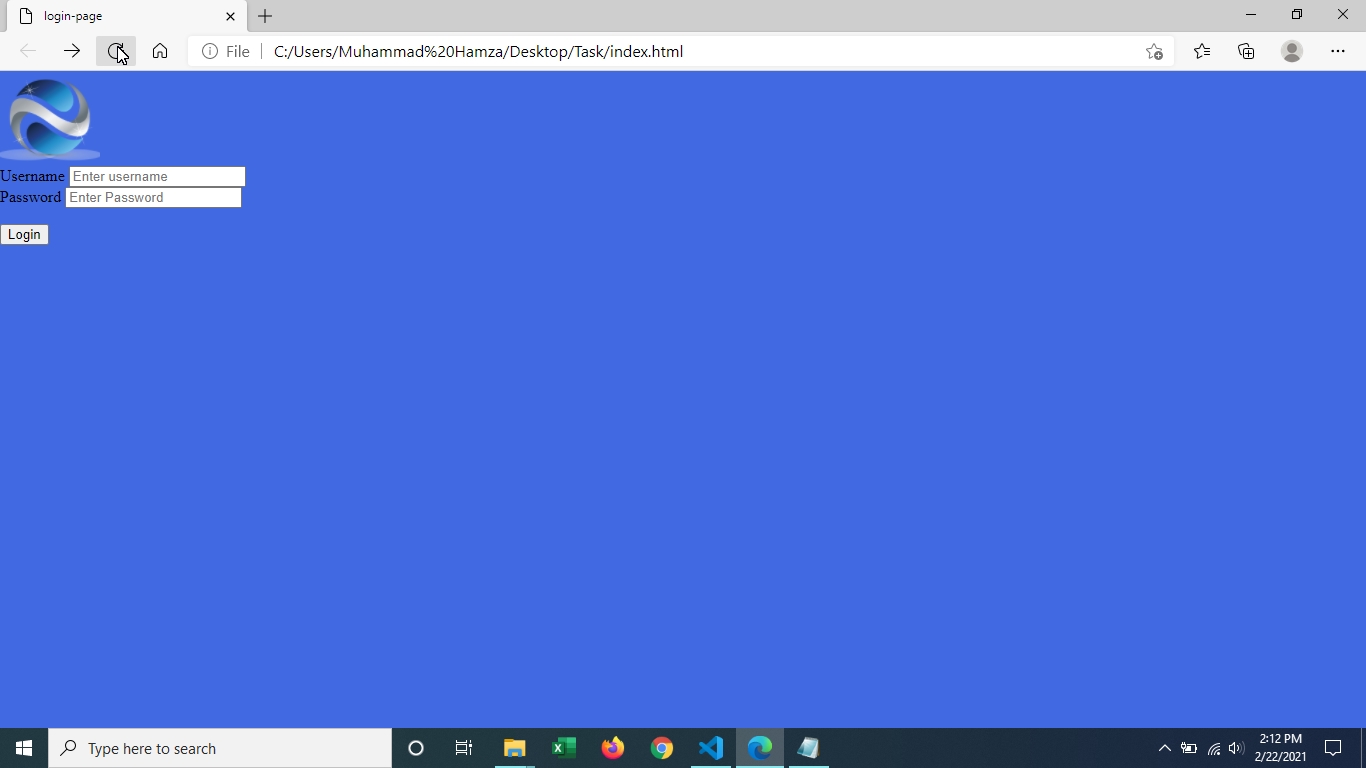 login-page
File
C:/Users/Muhammad%20Hamza/Desktop/Task/index.html
Username Enter username
Password Enter Password
Login
Type here to search
2:12 PM
2/22/2021